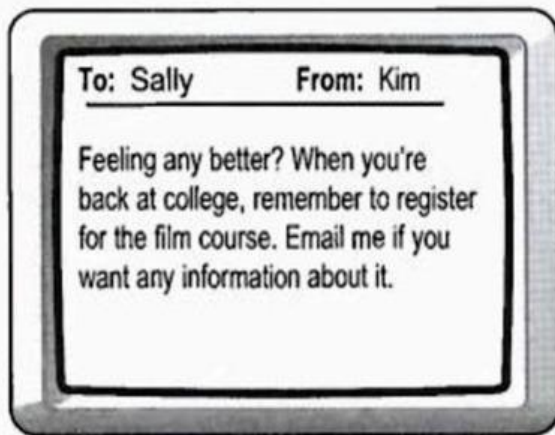 To: Sally From: Kim
Feeling any better? When you're
back at college, remember to register
for the film course. Email me if you
want any information about it.